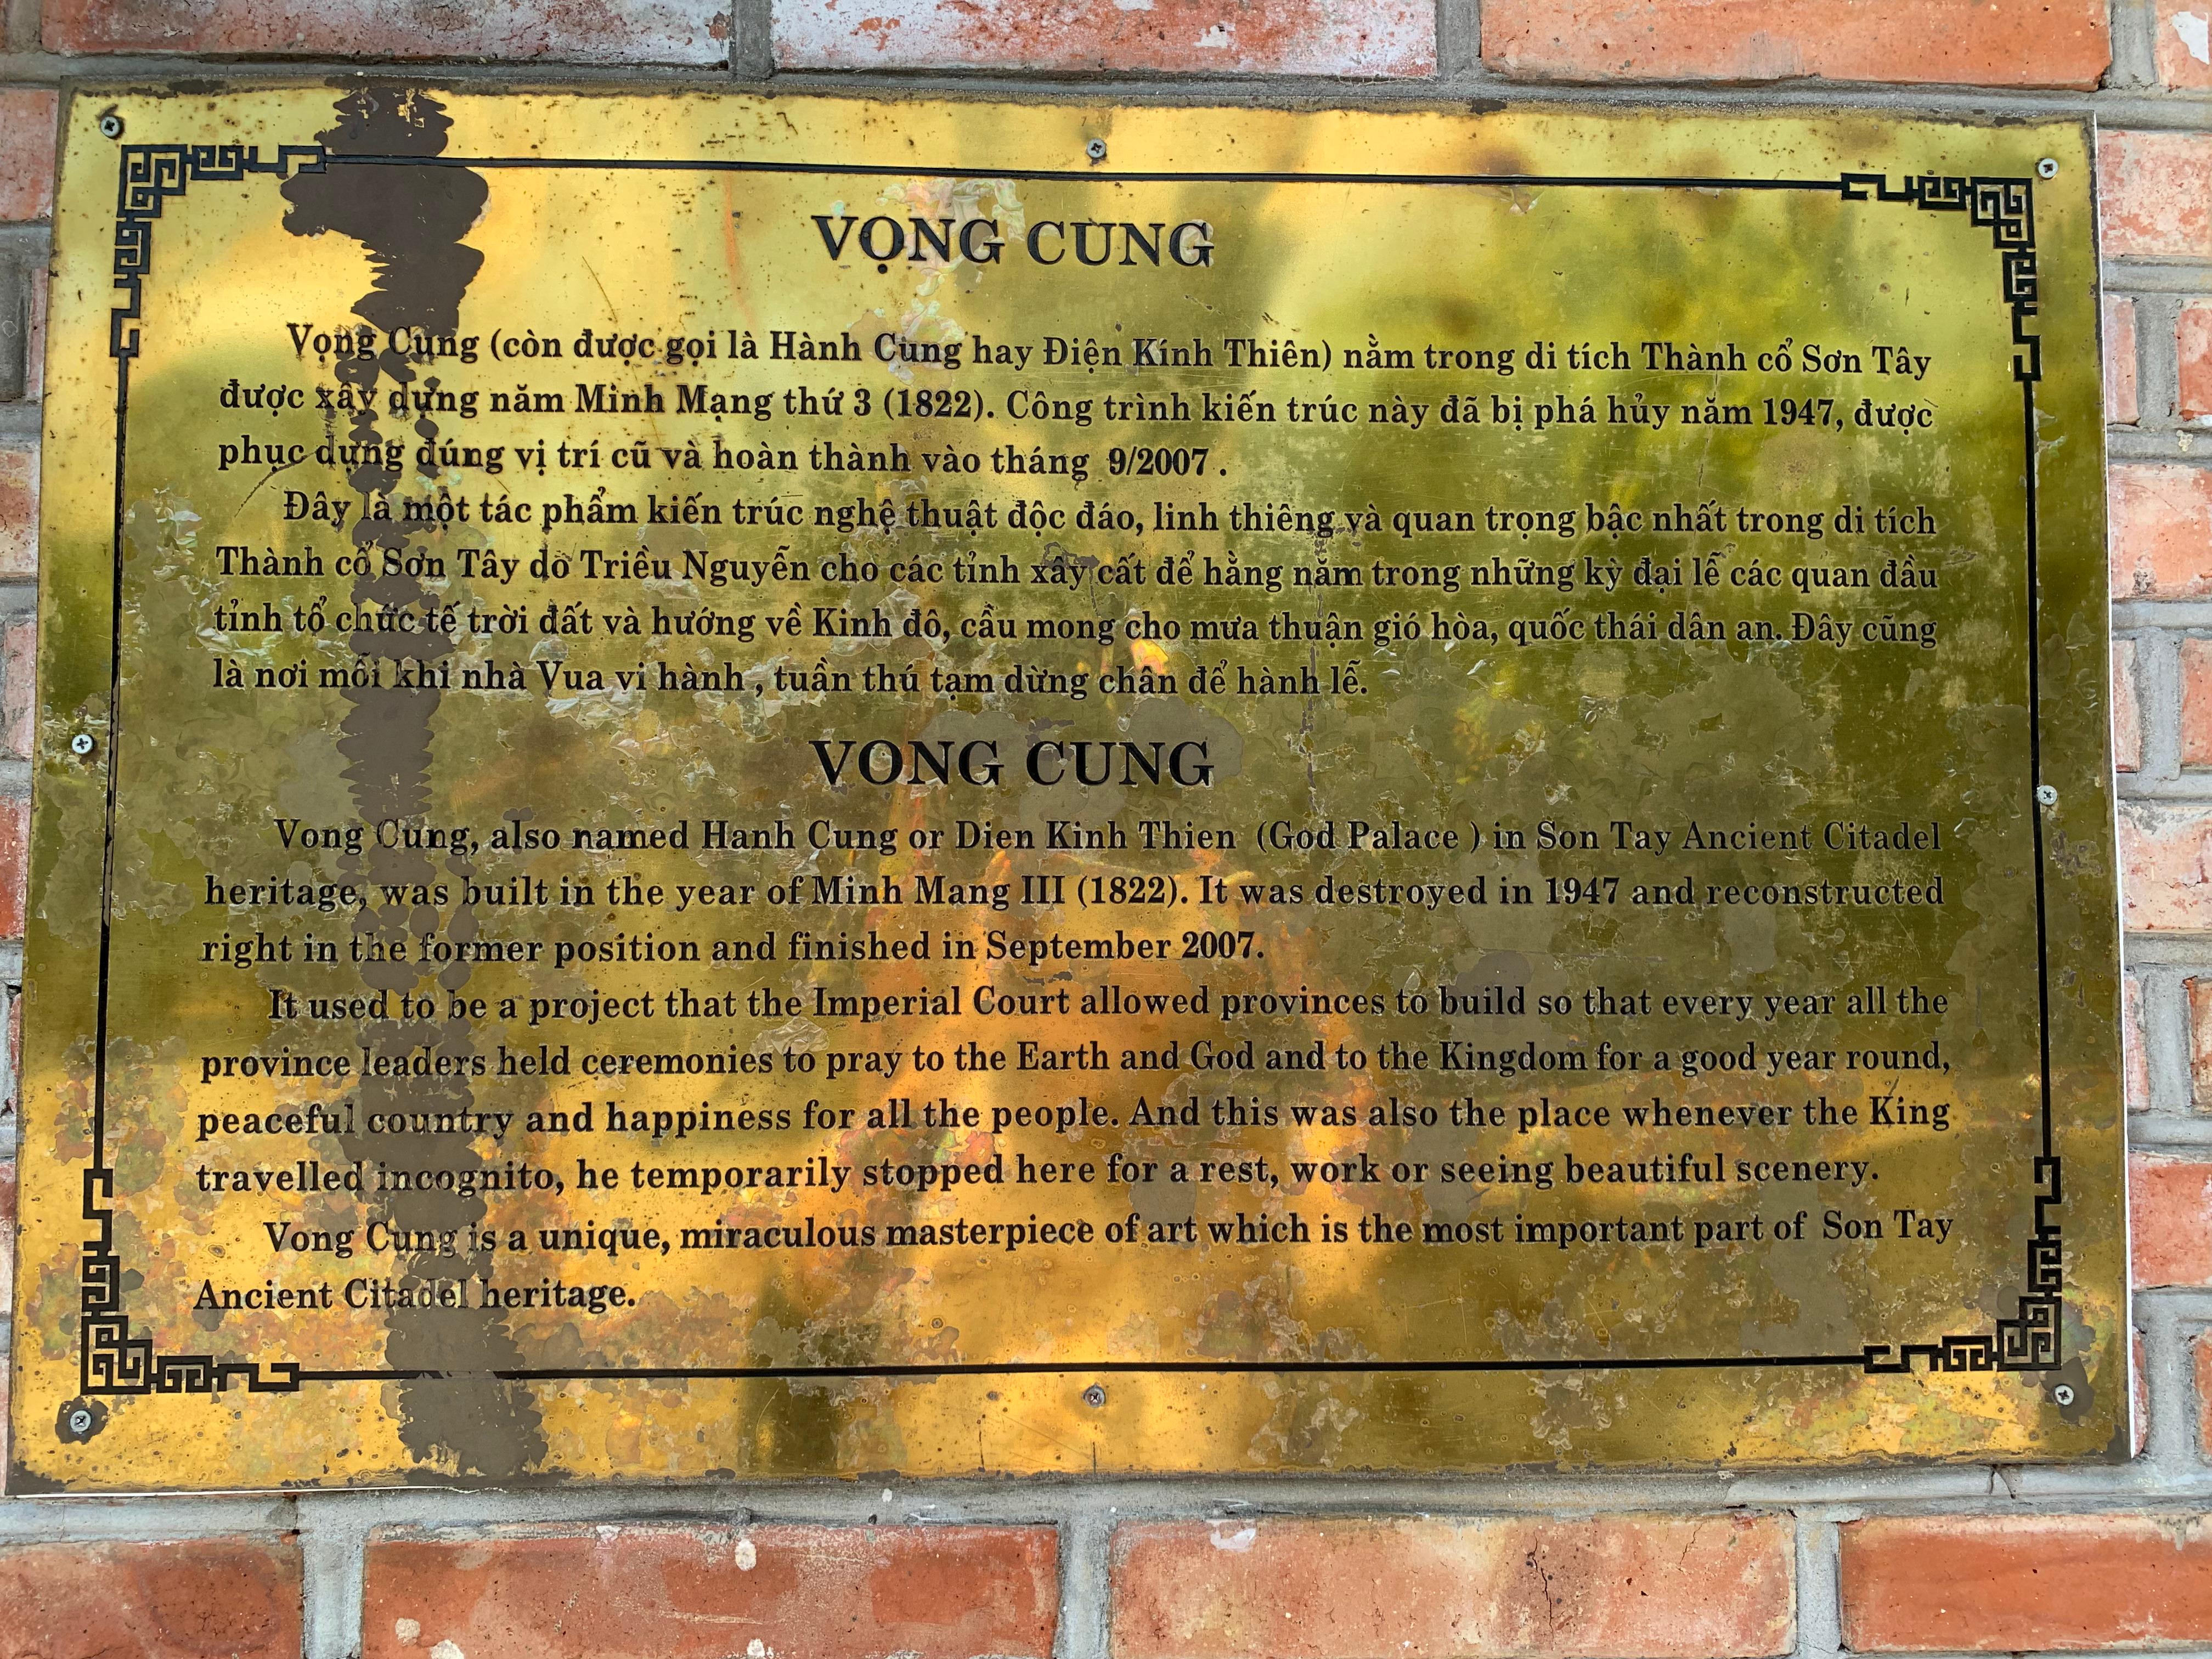 VỌNG CUNG
Vọng Cung (còn được gọi là Hành Cung hay Điện Kính Thiên) nằm trong di tích Thành cổ Sơn Tây
được xây dựng năm Minh Mạng thứ 3 (1822). Công trình kiến trúc này đã bị phá hủy năm 1947, được
phục dựng đúng vị trí cũ và hoàn thành vào tháng 9/2007.
Đây là một tác phẩm kiến trúc nghệ thuật độc đáo, linh thiêng và quan trọng bậc nhất trong di tích
Thành cổ Sơn Tây do Triều Nguyễn cho các tỉnh xây cất để hằng năm trong những kỳ đại lễ các quan đầu
tỉnh tổ chức tế trời đất và hướng về Kinh đô, cầu mong cho mưa thuận gió hòa, quốc thái dân an. Đây cũng
là nơi mỗi khi nhà Vua vi hành , tuần thú tạm dừng chân để hành lễ.
VONG CUNG
Vong Cung, also named Hanh Cung or Dien Kinh Thien (God Palace ) in Son Tay Ancient Citadel
heritage, was built in the year of Minh Mang III (1822). It was destroyed in 1947 and reconstructed
right in the former position and finished in September 2007.
It used to be a project that the Imperial Court allowed provinces to build so that every year all the
province leaders held ceremonies to pray to the Earth and God and to the Kingdom for a good year round,
peaceful country and happiness for all the people. And this was also the place whenever the King
travelled incognito, he temporarily stopped here for a rest, work or seeing beautiful scenery.
Vong Cung is a unique, miraculous masterpiece of art which is the most important part of Son Tay
Ancient Citadel heritage.